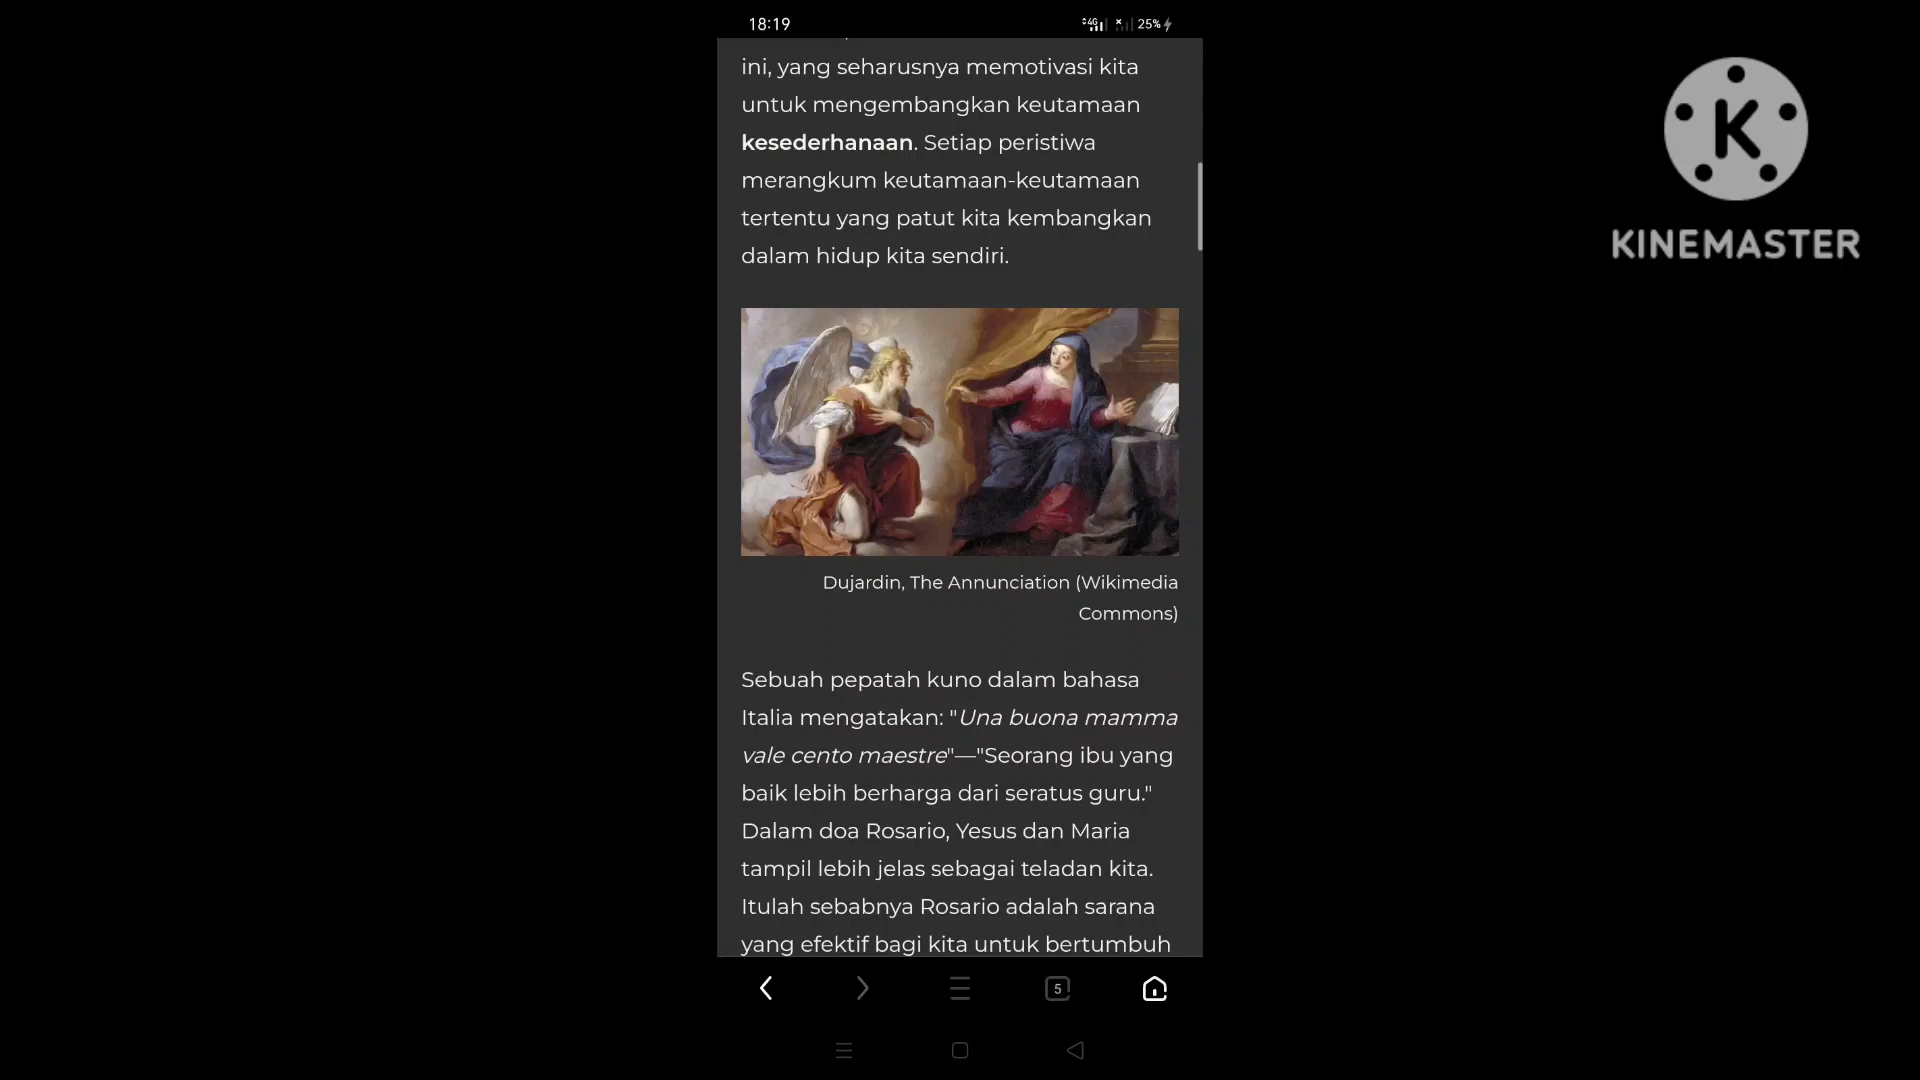 18:19
4G
25%
ini, yang seharusnya memotivasi kita
untuk mengembangkan keutamaan
kesederhanaan. Setiap peristiwa
merangkum keutamaan-keutamaan
tertentu yang patut kita kembangkan
dalam hidup kita sendiri.
Dujardin, The Annunciation (Wikimedia
Commons)
Sebuah pepatah kuno dalam bahasa
Italia mengatakan: "Una buona mamma
vale cento maestre"—"Seorang ibu yang
baik lebih berharga dari seratus guru."
Dalam doa Rosario, Yesus dan Maria
tampil lebih jelas sebagai teladan kita.
Itulah sebabnya Rosario adalah sarana
yang efektif bagi kita untuk bertumbuh
5
K
KINEMASTER